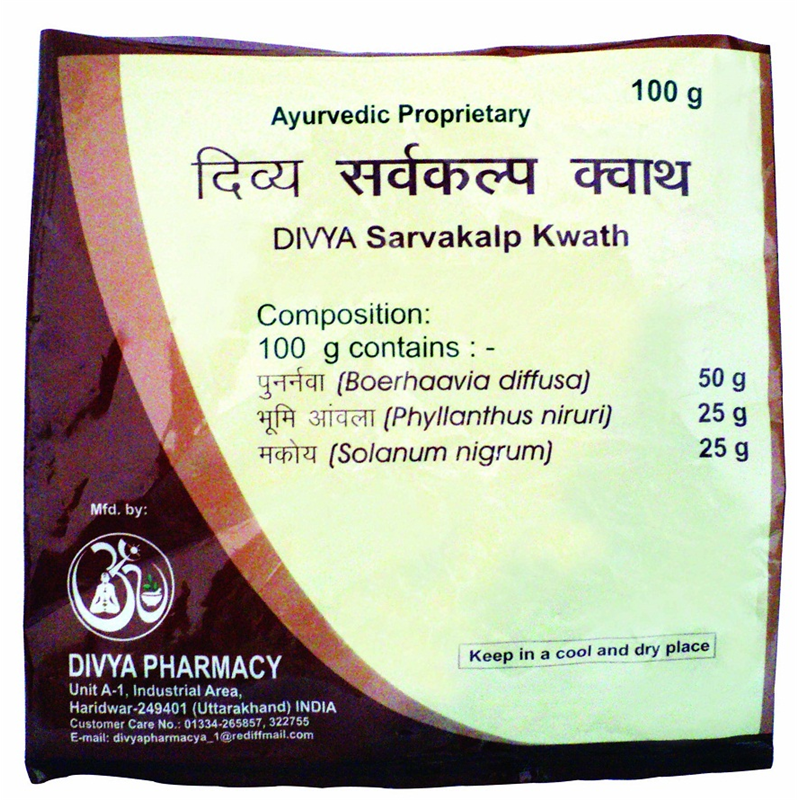 100 g
Ayurvedic Proprietary
दिव्य सर्वकल्प क्वाथ
DIVYA Sarvakalp Kwath
Composition:
100 g contains : -
पुनर्नवा (Boerhaavia diffusa) 50 g
भूमि आंवला (Phyllanthus niruri) 25 g
मकोय (Solanum nigrum) 25 g
Mfd. by:
DIVYA PHARMACY
Unit A-1, Industrial Area,
Haridwar-249401 (Uttarakhand) INDIA
Customer Care No.: 01334-265857, 322755
E-mail: divyapharmacya_1@rediffmail.com
Keep in a cool and dry place